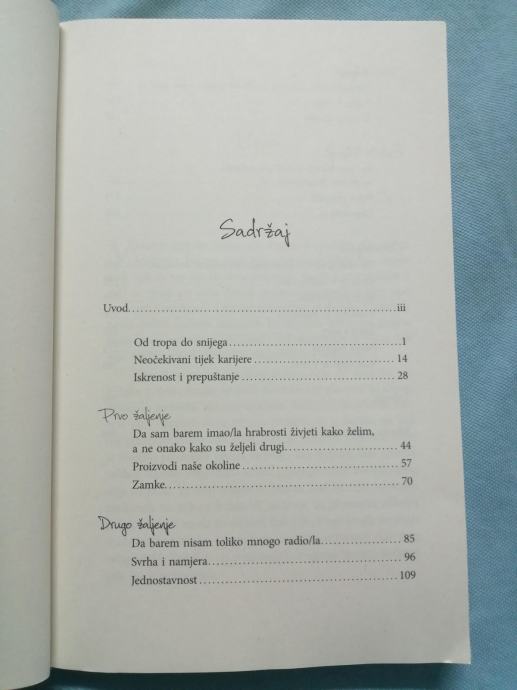 Sadržaj
Uvod..............................................................iii
Od tropa do snijega........................................1
Neočekivani tijek karijere................................14
Iskrenost i prepuštanje....................................28
Prvo žaljenje
Da sam barem imao/la hrabrosti živjeti kako želim,
a ne onako kako su željeli drugi............................44
Proizvodi naše okoline....................................57
Zamke........................................................70
Drugo žaljenje
Da barem nisam toliko mnogo radio/la....................85
Svrha i namjera............................................96
Jednostavnost..............................................109